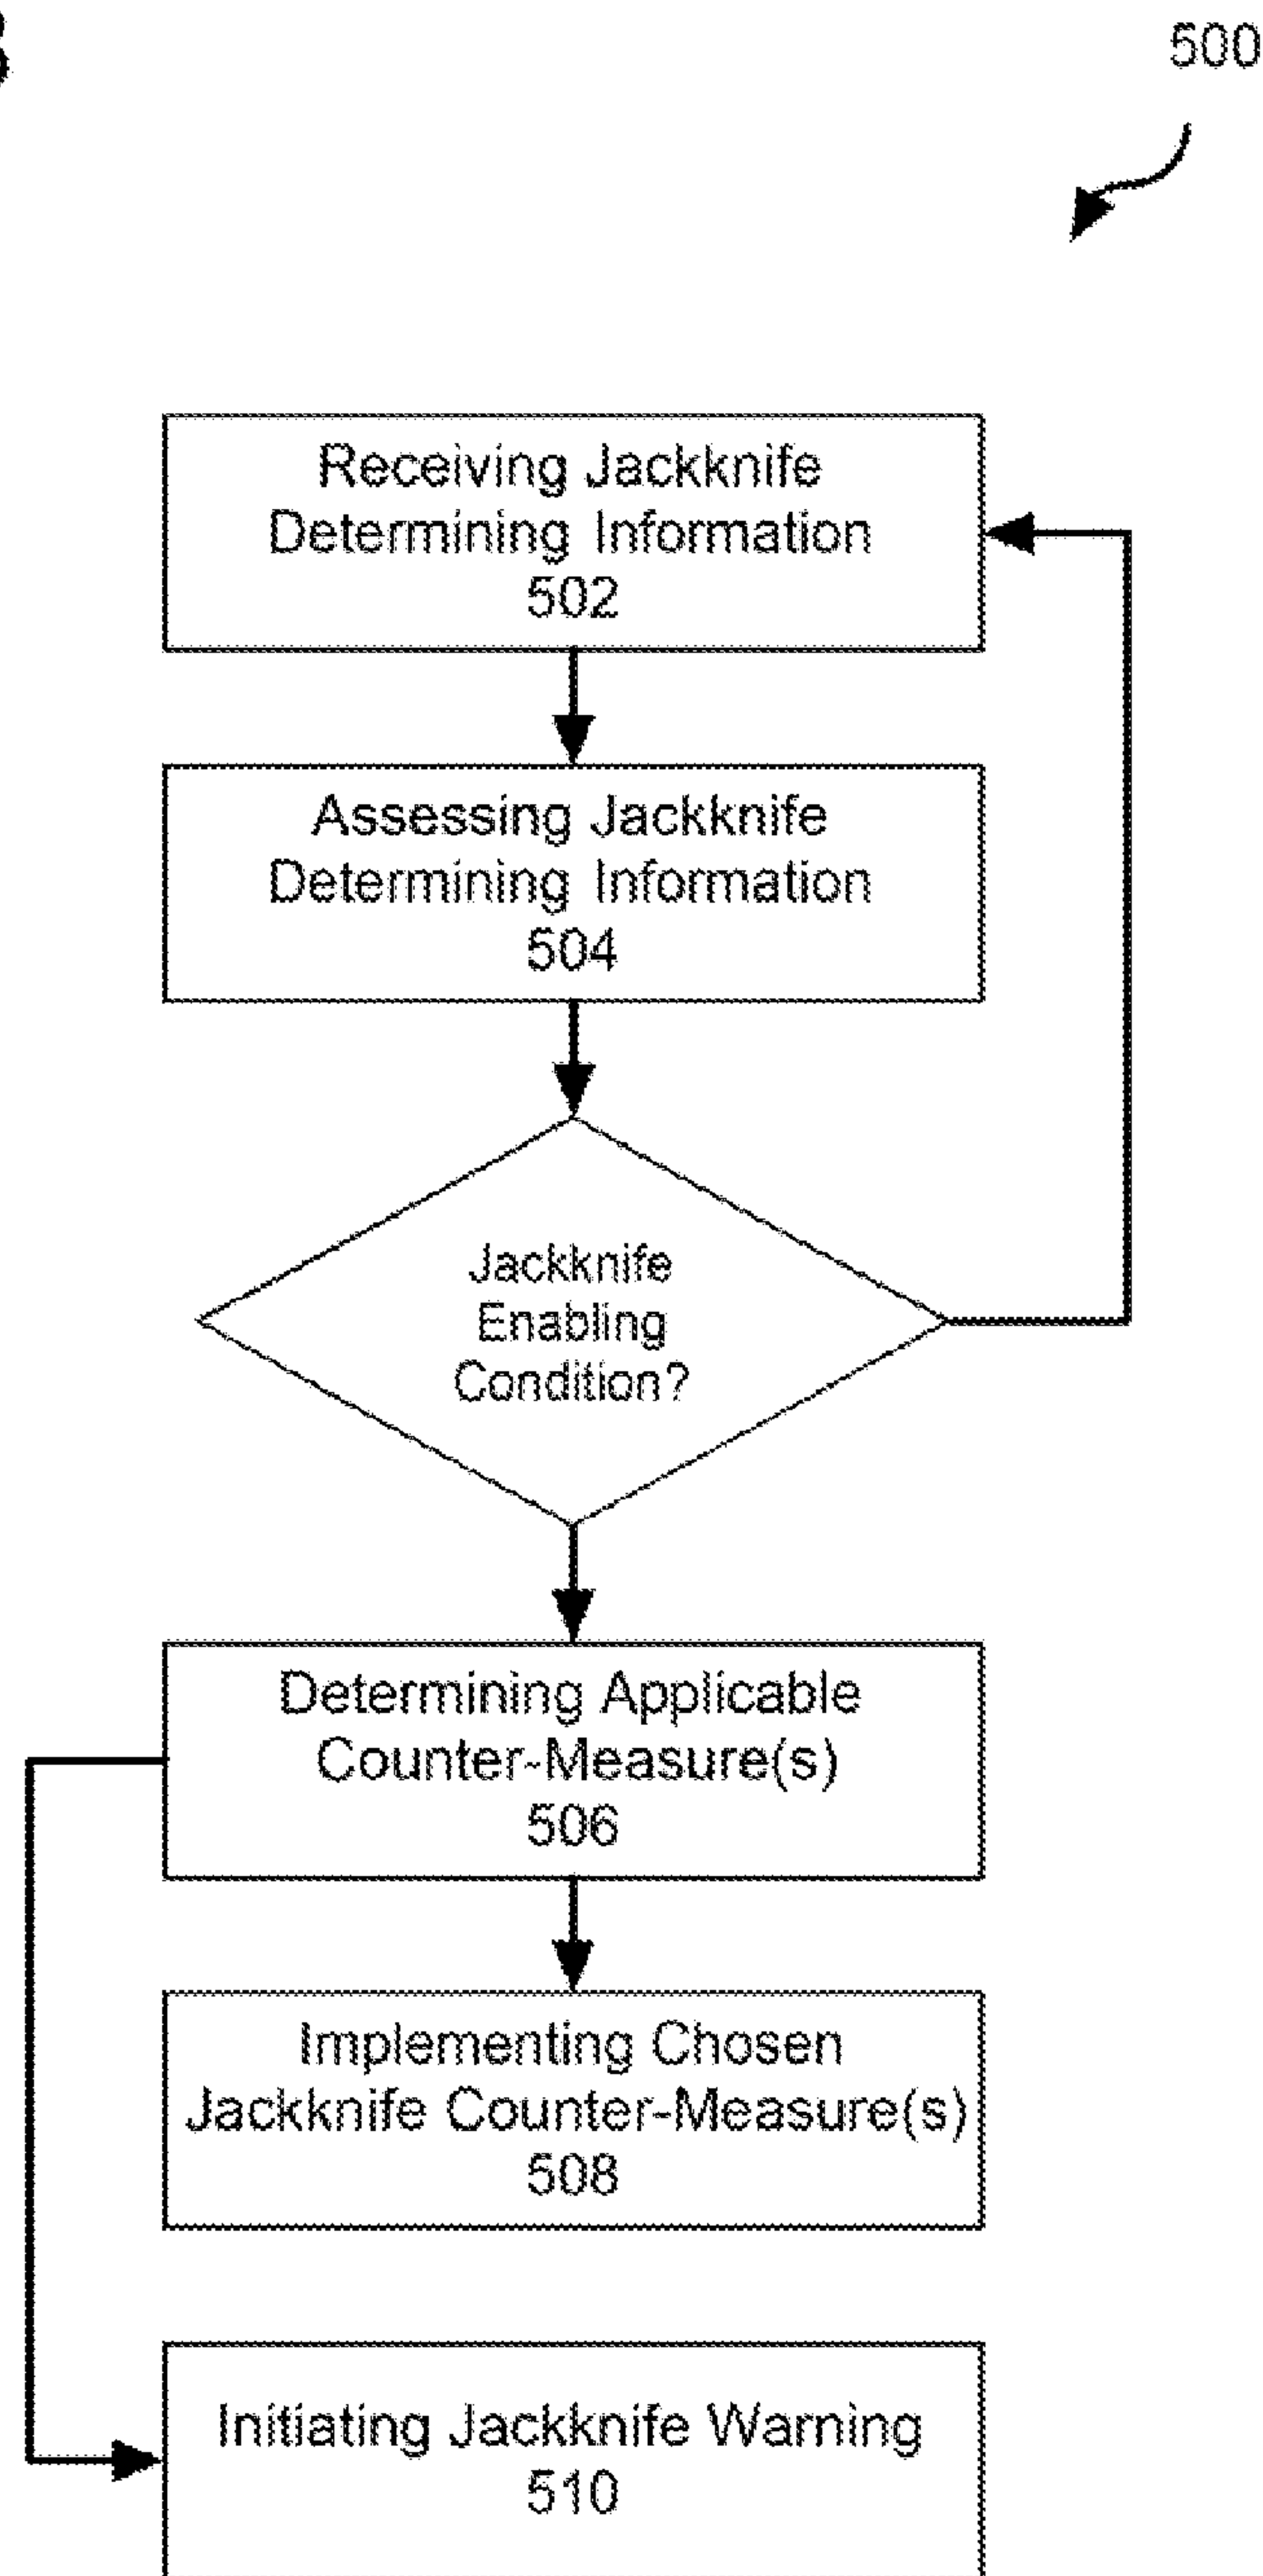 500
Receiving Jackknife
Determining Information
502
Assessing Jackknife
Determining Information
504
Jackknife
Enabling
Condition?
Determining Applicable
Counter-Measure(s)
506
Implementing Chosen
Jackknife Counter-Measure(s)
508
Initiating Jackknife Warning
510